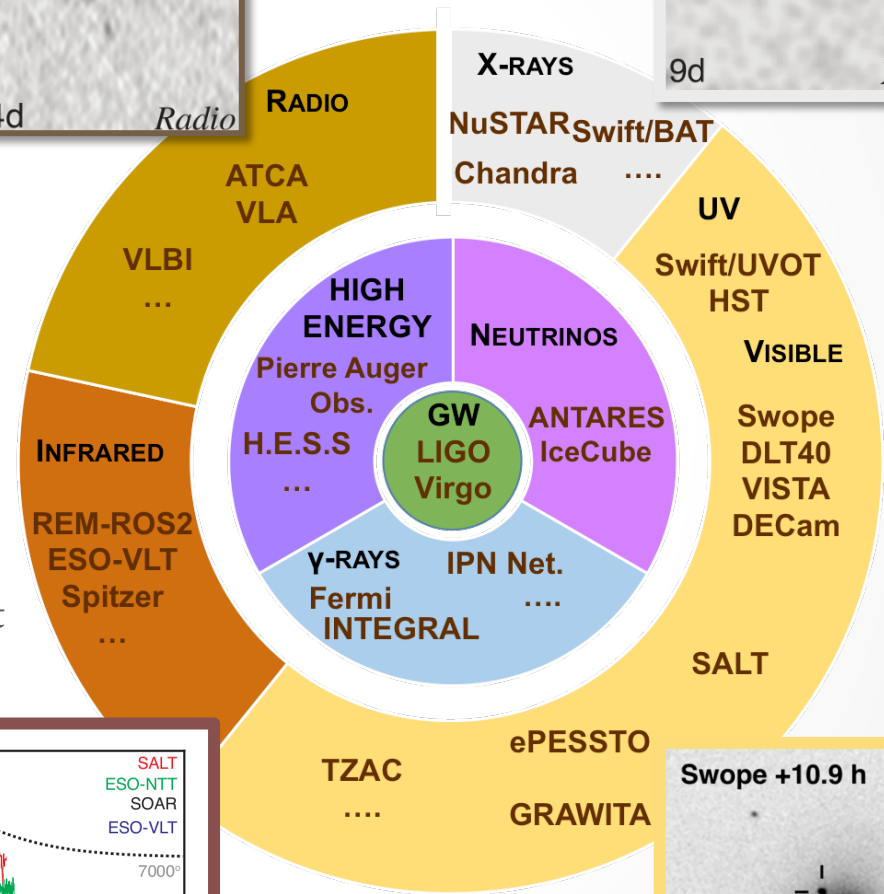 4d
Radio
9d
RADIO
ATCA
VLA
VLBI
...
X-RAYS
NuSTAR Swift/BAT
Chandra ....
UV
Swift/UVOT
HST
VISIBLE
Swope
DLT40
VISTA
DECam
SALT
ePESSTO
GRAWITA
TZAC
....
INFRARED
REM-ROS2
ESO-VLT
Spitzer
...
HIGH
ENERGY
Pierre Auger
Obs.
H.E.S.S
...
NEUTRINOS
ANTARES
IceCube
GW
LIGO
Virgo
γ-RAYS
Fermi
INTEGRAL
IPN Net.
....
SALT
ESO-NTT
SOAR
ESO-VLT
7000°
Swope +10.9 h